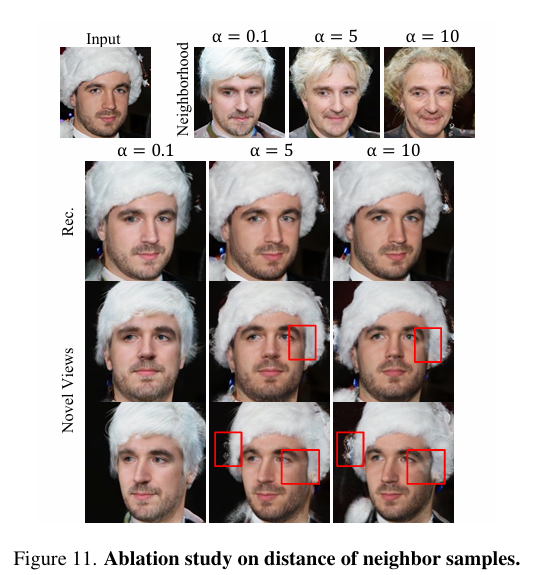 Input
Neighborhood
α = 0.1 α = 5 α = 10
α = 0.1 α = 5 α = 10
Rec.
Novel Views
Figure 11. Ablation study on distance of neighbor samples.